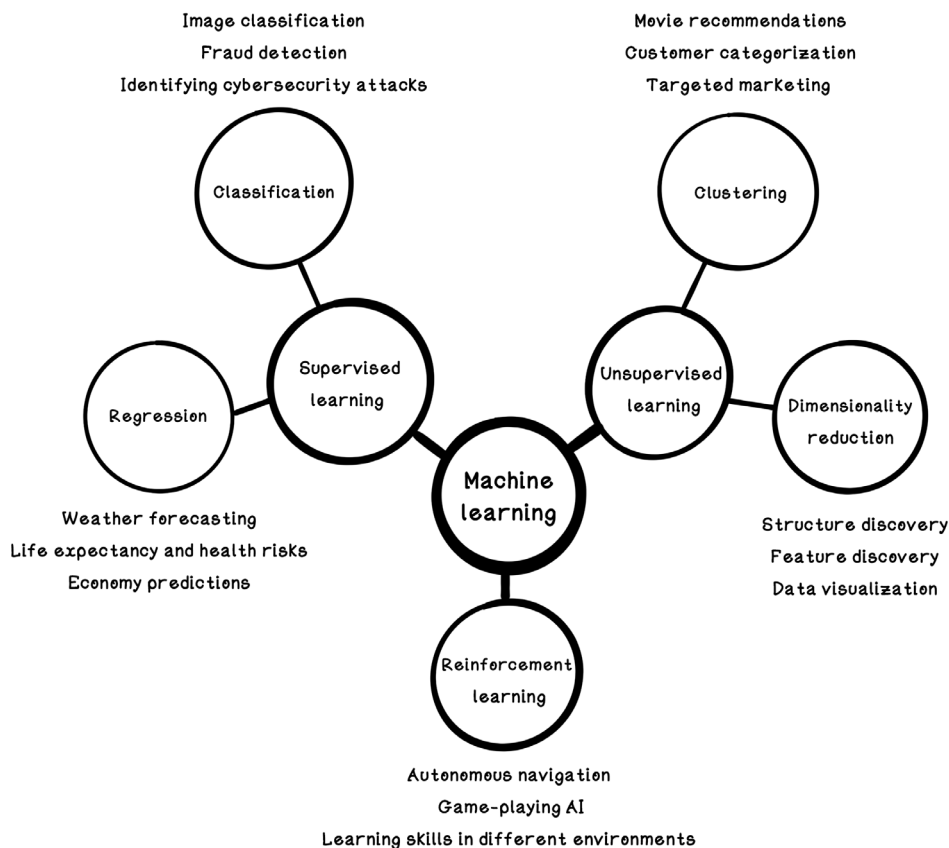 Image classification
Fraud detection
Identifying cybersecurity attacks
Movie recommendations
Customer categorization
Targeted marketing
Classification
Clustering
Supervised
learning
Unsupervised
learning
Regression
Dimensionality
reduction
Machine
learning
Weather forecasting
Life expectancy and health risks
Economy predictions
Structure discovery
Feature discovery
Data visualization
Reinforcement
learning
Autonomous navigation
Game-playing AI
Learning skills in different environments